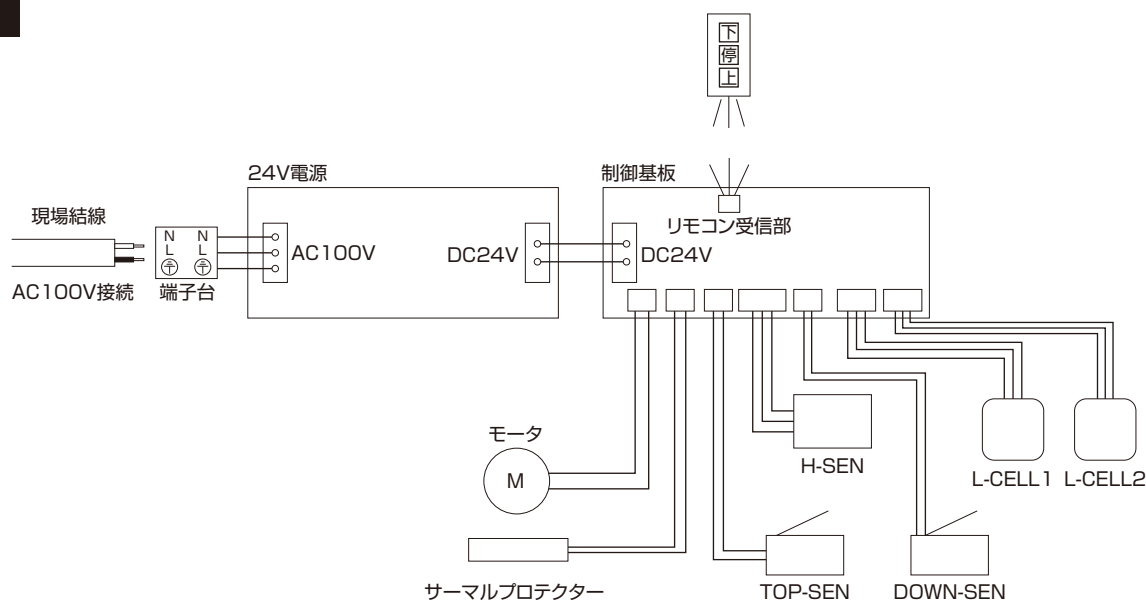 下
停
上
24V電源
制御基板
現場結線
リモコン受信部
N N
L L
AC100V
DC24V
DC24V
AC100V接続
端子台
モータ
M
H-SEN
L-CELL1
L-CELL2
サーマルプロテクター
TOP-SEN
DOWN-SEN